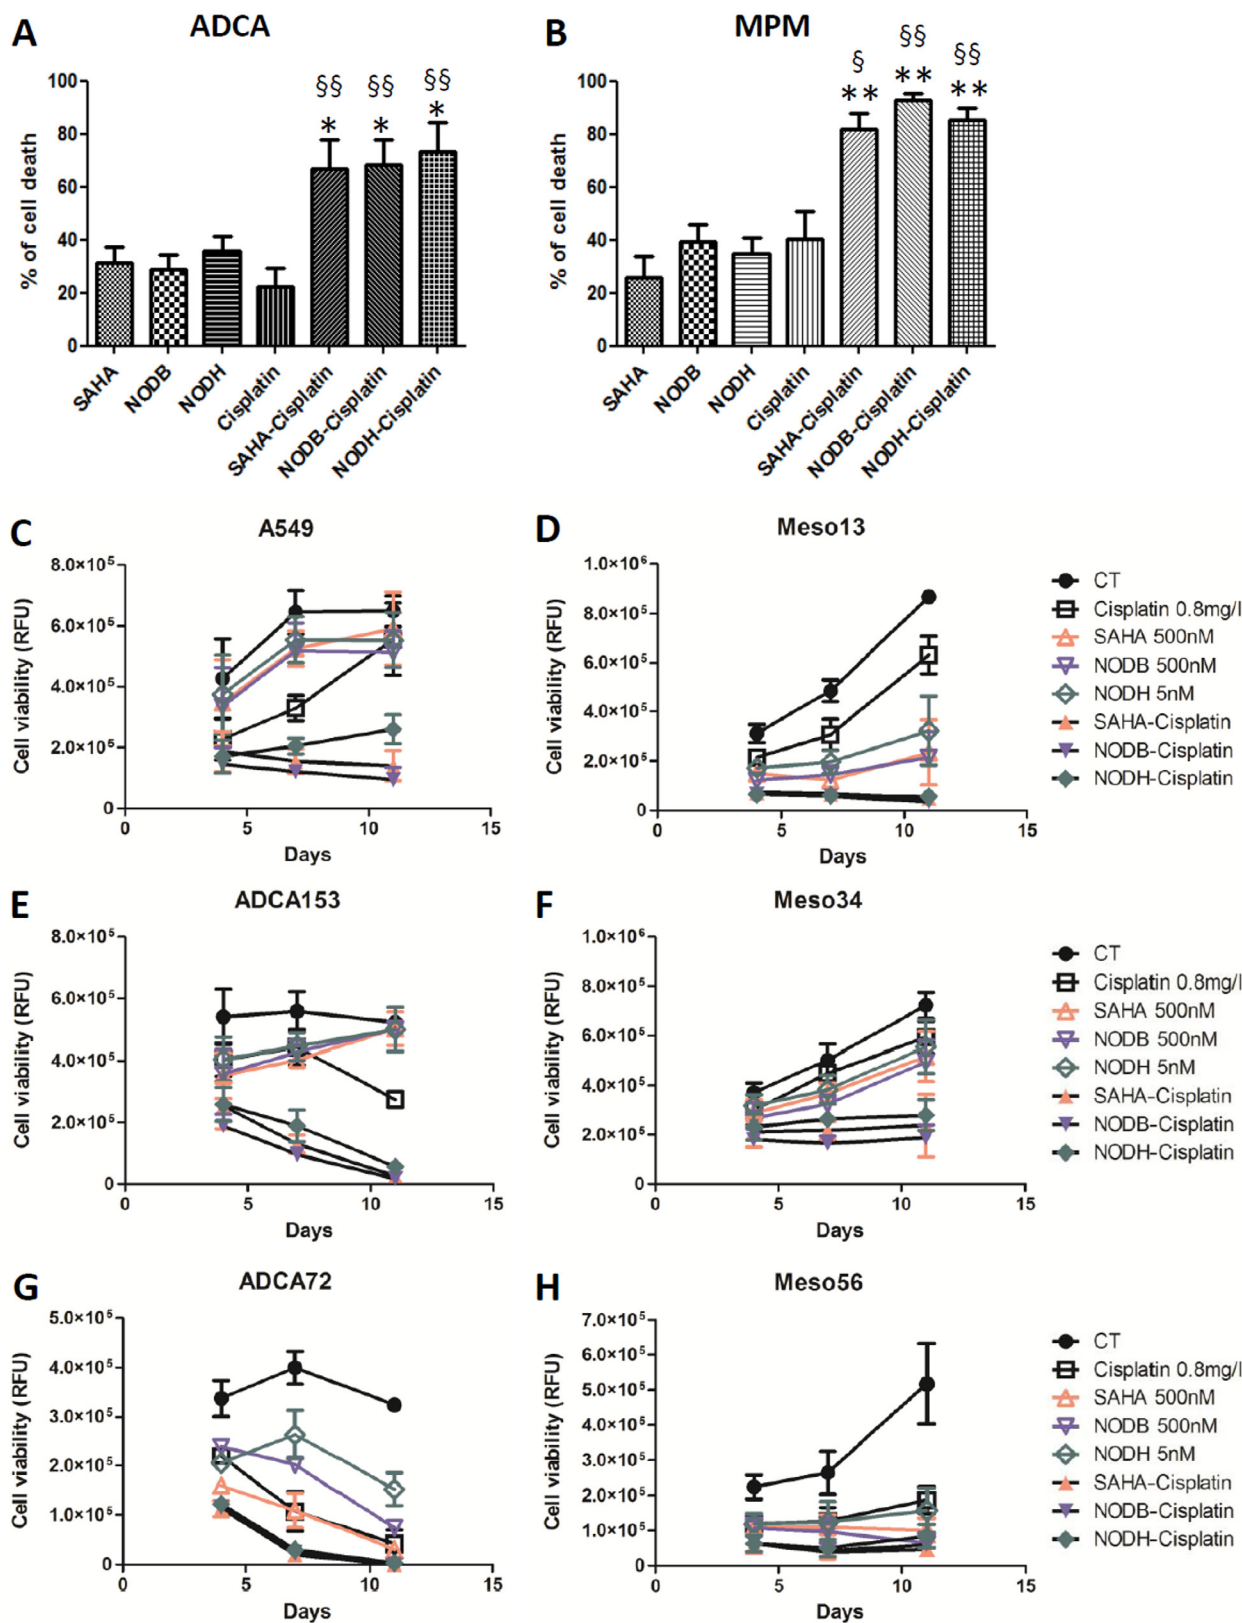 A ADCA
% of cell death
100
80
60
40
20
0
§§ §§ §§
* * *
SAHA
NODB
NODH
Cisplatin
SAHA-Cisplatin
NODB-Cisplatin
NODH-Cisplatin
B MPM
% of cell death
100
80
60
40
20
0
§ §§ §§
** ** **
SAHA
NODB
NODH
Cisplatin
SAHA-Cisplatin
NODB-Cisplatin
NODH-Cisplatin
C A549
Cell viability (RFU)
8.0×10⁵
6.0×10⁵
4.0×10⁵
2.0×10⁵
0
0 5 10 15
Days
D Meso13
Cell viability (RFU)
1.0×10⁶
8.0×10⁵
6.0×10⁵
4.0×10⁵
2.0×10⁵
0
0 5 10 15
Days
CT
Cisplatin 0.8mg/l
SAHA 500nM
NODB 500nM
NODH 5nM
SAHA-Cisplatin
NODB-Cisplatin
NODH-Cisplatin
E ADCA153
Cell viability (RFU)
8.0×10⁵
6.0×10⁵
4.0×10⁵
2.0×10⁵
0
0 5 10 15
Days
F Meso34
Cell viability (RFU)
1.0×10⁶
8.0×10⁵
6.0×10⁵
4.0×10⁵
2.0×10⁵
0
0 5 10 15
Days
CT
Cisplatin 0.8mg/l
SAHA 500nM
NODB 500nM
NODH 5nM
SAHA-Cisplatin
NODB-Cisplatin
NODH-Cisplatin
G ADCA72
Cell viability (RFU)
5.0×10⁵
4.0×10⁵
3.0×10⁵
2.0×10⁵
1.0×10⁵
0
0 5 10 15
Days
H Meso56
Cell viability (RFU)
7.0×10⁵
6.0×10⁵
5.0×10⁵
4.0×10⁵
3.0×10⁵
2.0×10⁵
1.0×10⁵
0
0 5 10 15
Days
CT
Cisplatin 0.8mg/l
SAHA 500nM
NODB 500nM
NODH 5nM
SAHA-Cisplatin
NODB-Cisplatin
NODH-Cisplatin